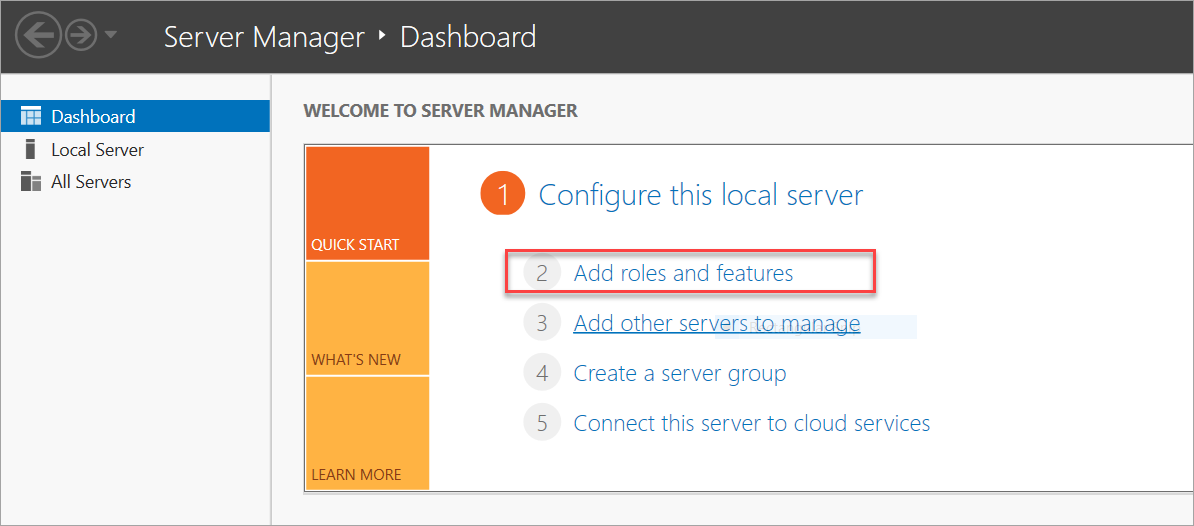 Server Manager ‣ Dashboard
Dashboard
Local Server
All Servers
WELCOME TO SERVER MANAGER
QUICK START
WHAT'S NEW
LEARN MORE
1 Configure this local server
2 Add roles and features
3 Add other servers to manage
4 Create a server group
5 Connect this server to cloud services